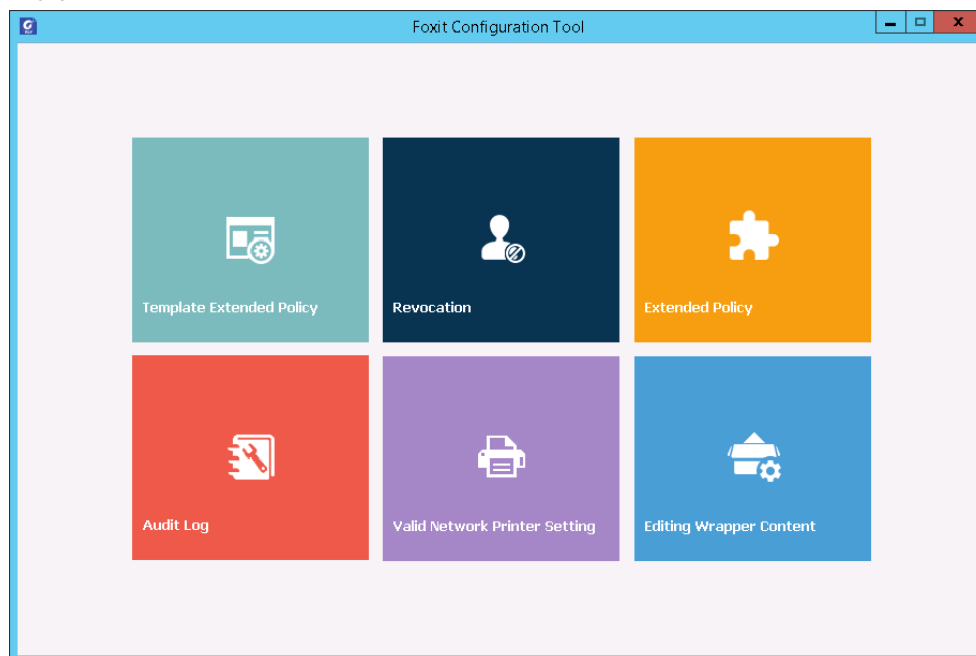 Foxit Configuration Tool
Template Extended Policy
Revocation
Extended Policy
Audit Log
Valid Network Printer Setting
Editing Wrapper Content